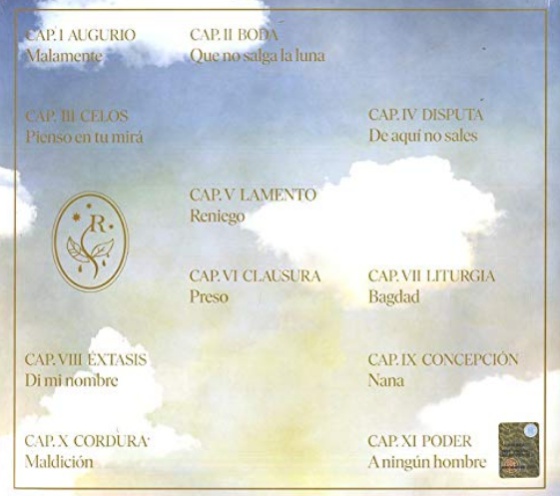 CAP. I AUGURIO
Malamente
CAP. II BODA
Que no salga la luna
CAP. III CELOS
Pienso en tu mirá
CAP. IV DISPUTA
De aquí no sales
CAP. V LAMENTO
Reniego
R
CAP. VI CLAUSURA
Preso
CAP. VII LITURGIA
Bagdad
CAP. VIII ÉXTASIS
Di mi nombre
CAP. IX CONCEPCIÓN
Nana
CAP. X CORDURA
Maldición
CAP. XI PODER
A ningún hombre